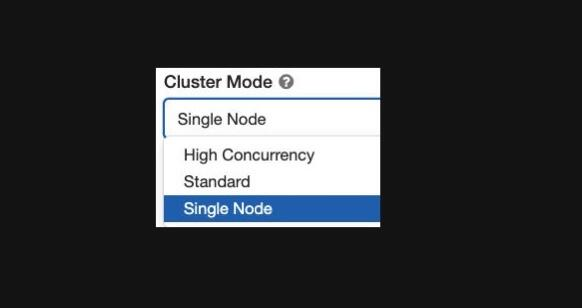 Cluster Mode ?
Single Node
High Concurrency
Standard
Single Node